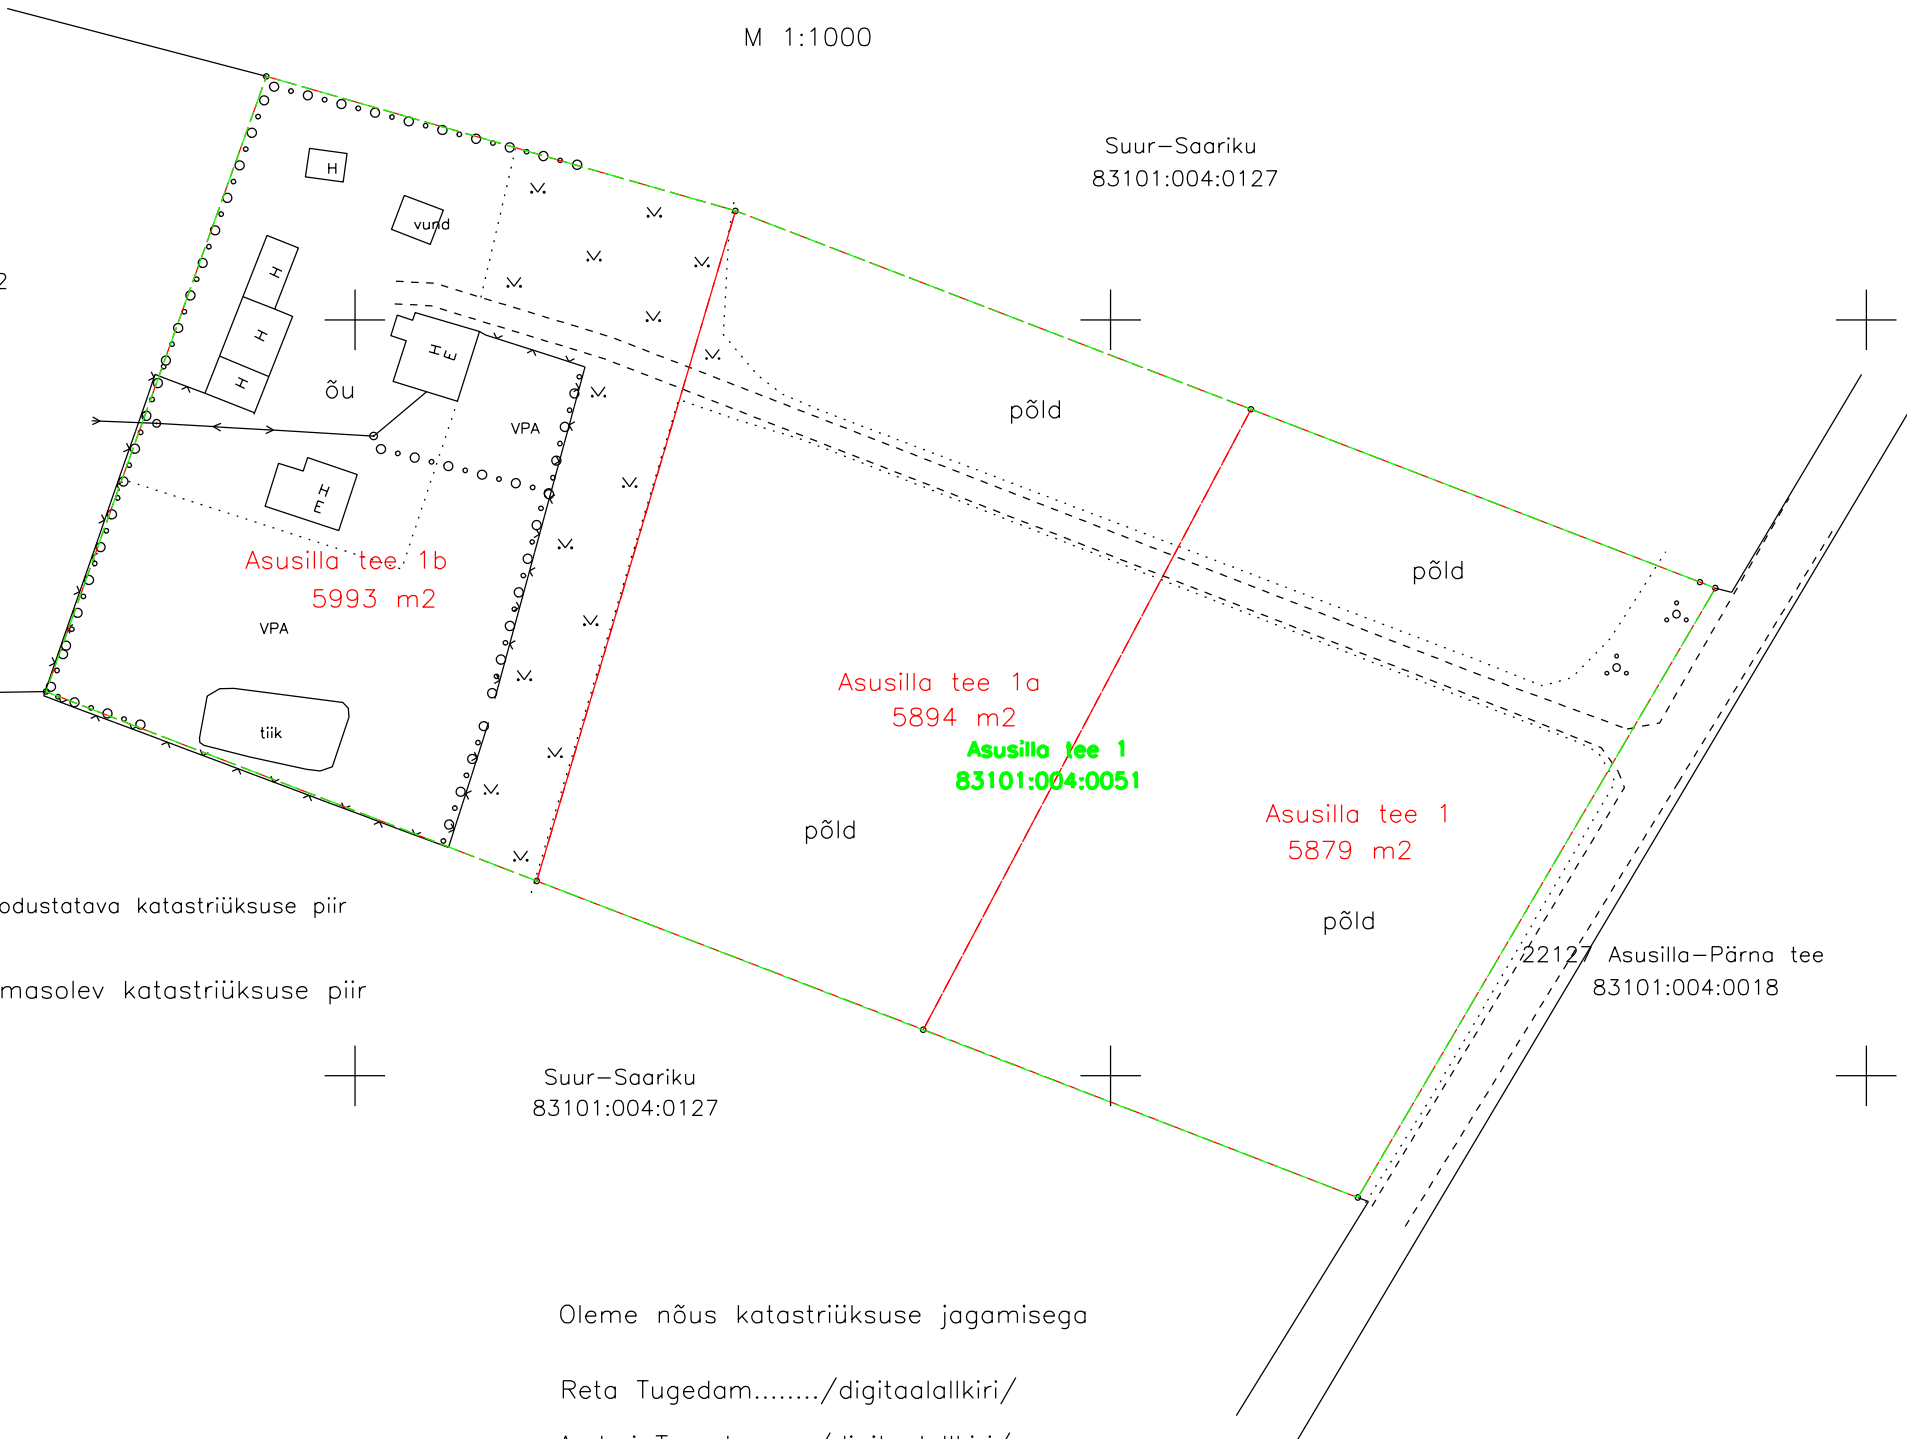 M 1:1000
Suur-Saariku
83101:004:0127
H
vund
2
H
H
H
H
E
õu
VPA
põld
H
E
põld
Asusilla tee 1b
5993 m2
VPA
tiik
Asusilla tee 1a
5894 m2
Asusilla tee 1
83101:004:0051
põld
Asusilla tee 1
5879 m2
põld
odustatava katastriüksuse piir
masolev katastriüksuse piir
22127 Asusilla-Pärna tee
83101:004:0018
Suur-Saariku
83101:004:0127
Oleme nõus katastriüksuse jagamisega
Reta Tugedam......../digitaalallkiri/